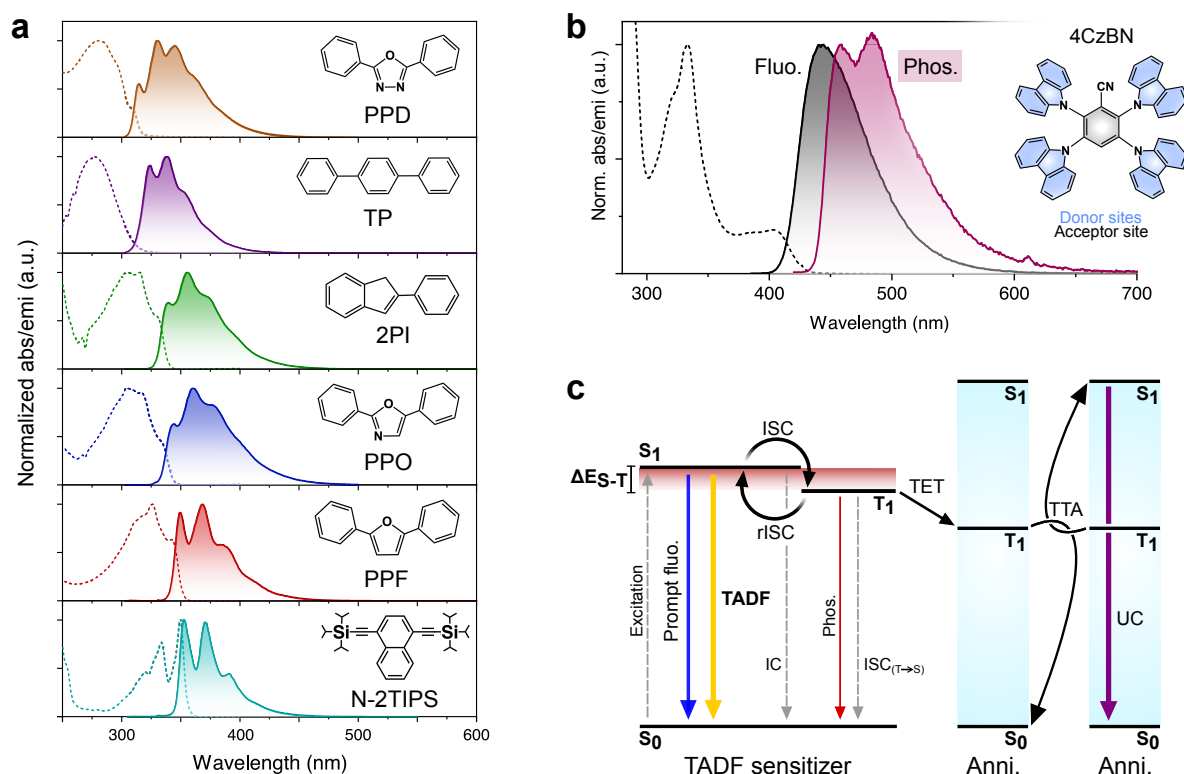 a
Normalized abs/emi (a.u.)
O
N-N
PPD
TP
2PI
O
N
PPO
O
PPF
Si
Si
N-2TIPS
300
400
500
600
Wavelength (nm)
b
Norm. abs/emi (a.u.)
Fluo.
Phos.
4CzBN
CN
N
N
N
N
Donor sites
Acceptor site
300
400
500
600
700
Wavelength (nm)
c
S1
ΔES-T
ISC
rISC
T1
TET
Excitation
Prompt fluo.
TADF
IC
Phos.
ISC(T→S)
S0
TADF sensitizer
S1
T1
S0
Anni.
TTA
S1
T1
UC
S0
Anni.